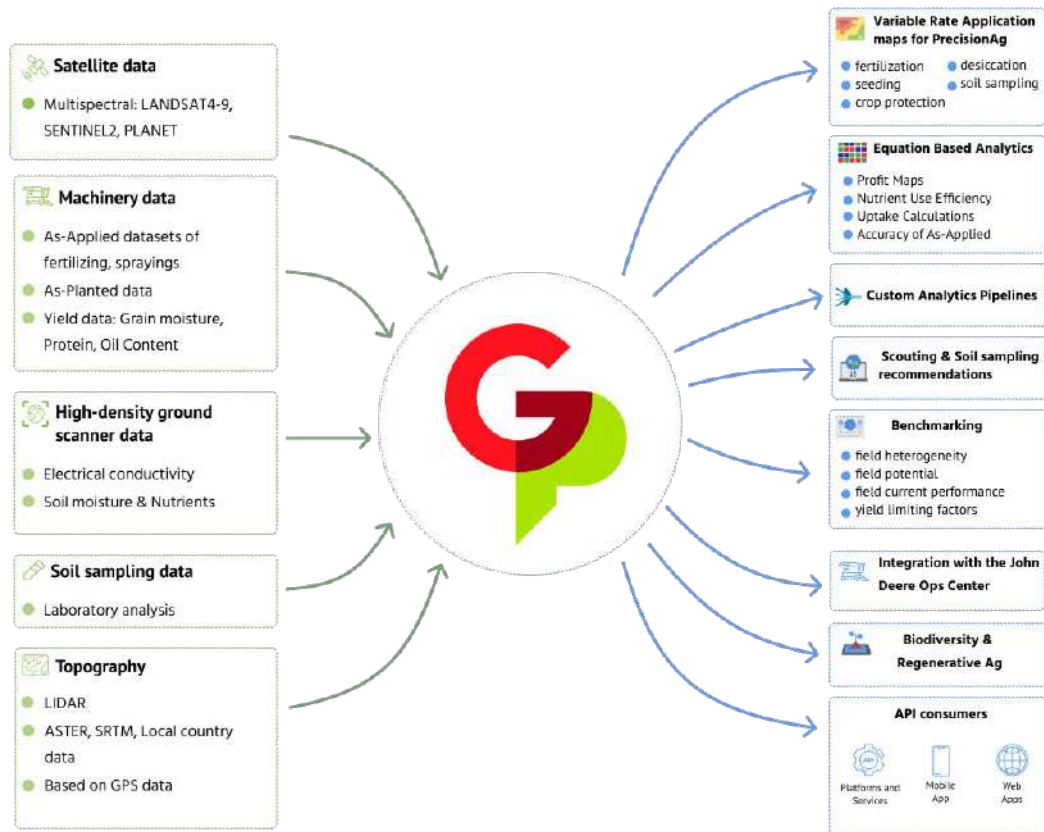 Satellite data
Multispectral: LANDSAT4-9,
SENTINEL2, PLANET
Machinery data
As-Applied datasets of
fertilizing, sprayings
As-Planted data
Yield data: Grain moisture,
Protein, Oil Content
High-density ground
scanner data
Electrical conductivity
Soil moisture & Nutrients
Soil sampling data
Laboratory analysis
Topography
LIDAR
ASTER, SRTM, Local country
data
Based on GPS data
GP
Variable Rate Application
maps for PrecisionAg
fertilization
desiccation
seeding
soil sampling
crop protection
Equation Based Analytics
Profit Maps
Nutrient Use Efficiency
Uptake Calculations
Accuracy of As-Applied
Custom Analytics Pipelines
Scouting & Soil sampling
recommendations
Benchmarking
field heterogeneity
field potential
field current performance
yield limiting factors
Integration with the John
Deere Ops Center
Biodiversity &
Regenerative Ag
API consumers
API
Platforms and
Services
Mobile
App
Web
Apps